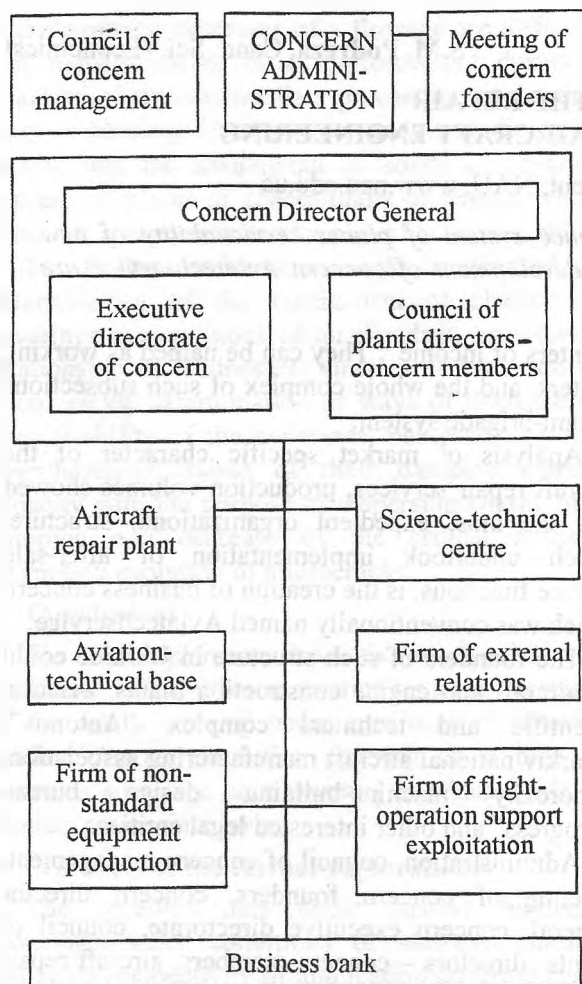 Council of
concem
management
CONCERN
ADMINI-
STRATION
Meeting of
concern
founders
Concern Director General
Executive
directorate
of concern
Council of
plants directors–
concern members
Aircraft
repair plant
Science-technical
centre
Aviation-
technical base
Firm of exremal
relations
Firm of non-
standard
equipment
production
Firm of flight-
operation support
exploitation
Business bank